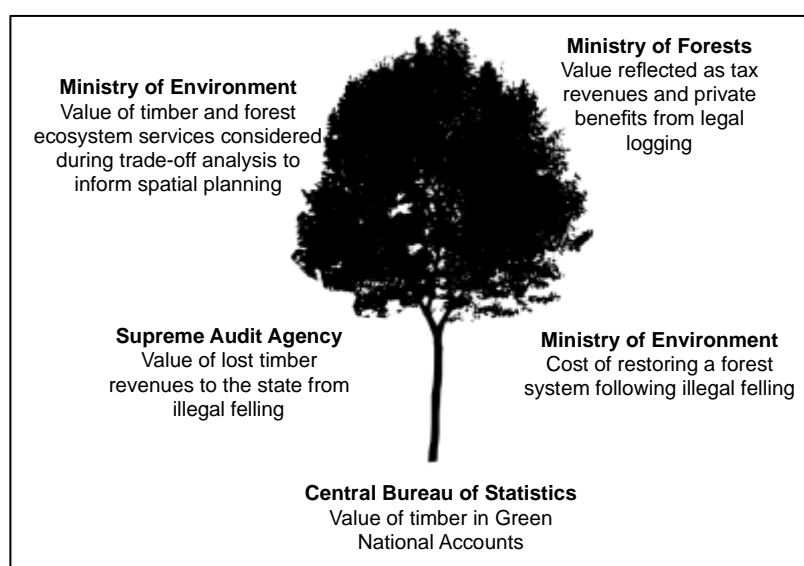 Ministry of Environment
Value of timber and forest
ecosystem services considered
during trade-off analysis to
inform spatial planning
Ministry of Forests
Value reflected as tax
revenues and private
benefits from legal
logging
Supreme Audit Agency
Value of lost timber
revenues to the state from
illegal felling
Ministry of Environment
Cost of restoring a forest
system following illegal felling
Central Bureau of Statistics
Value of timber in Green
National Accounts